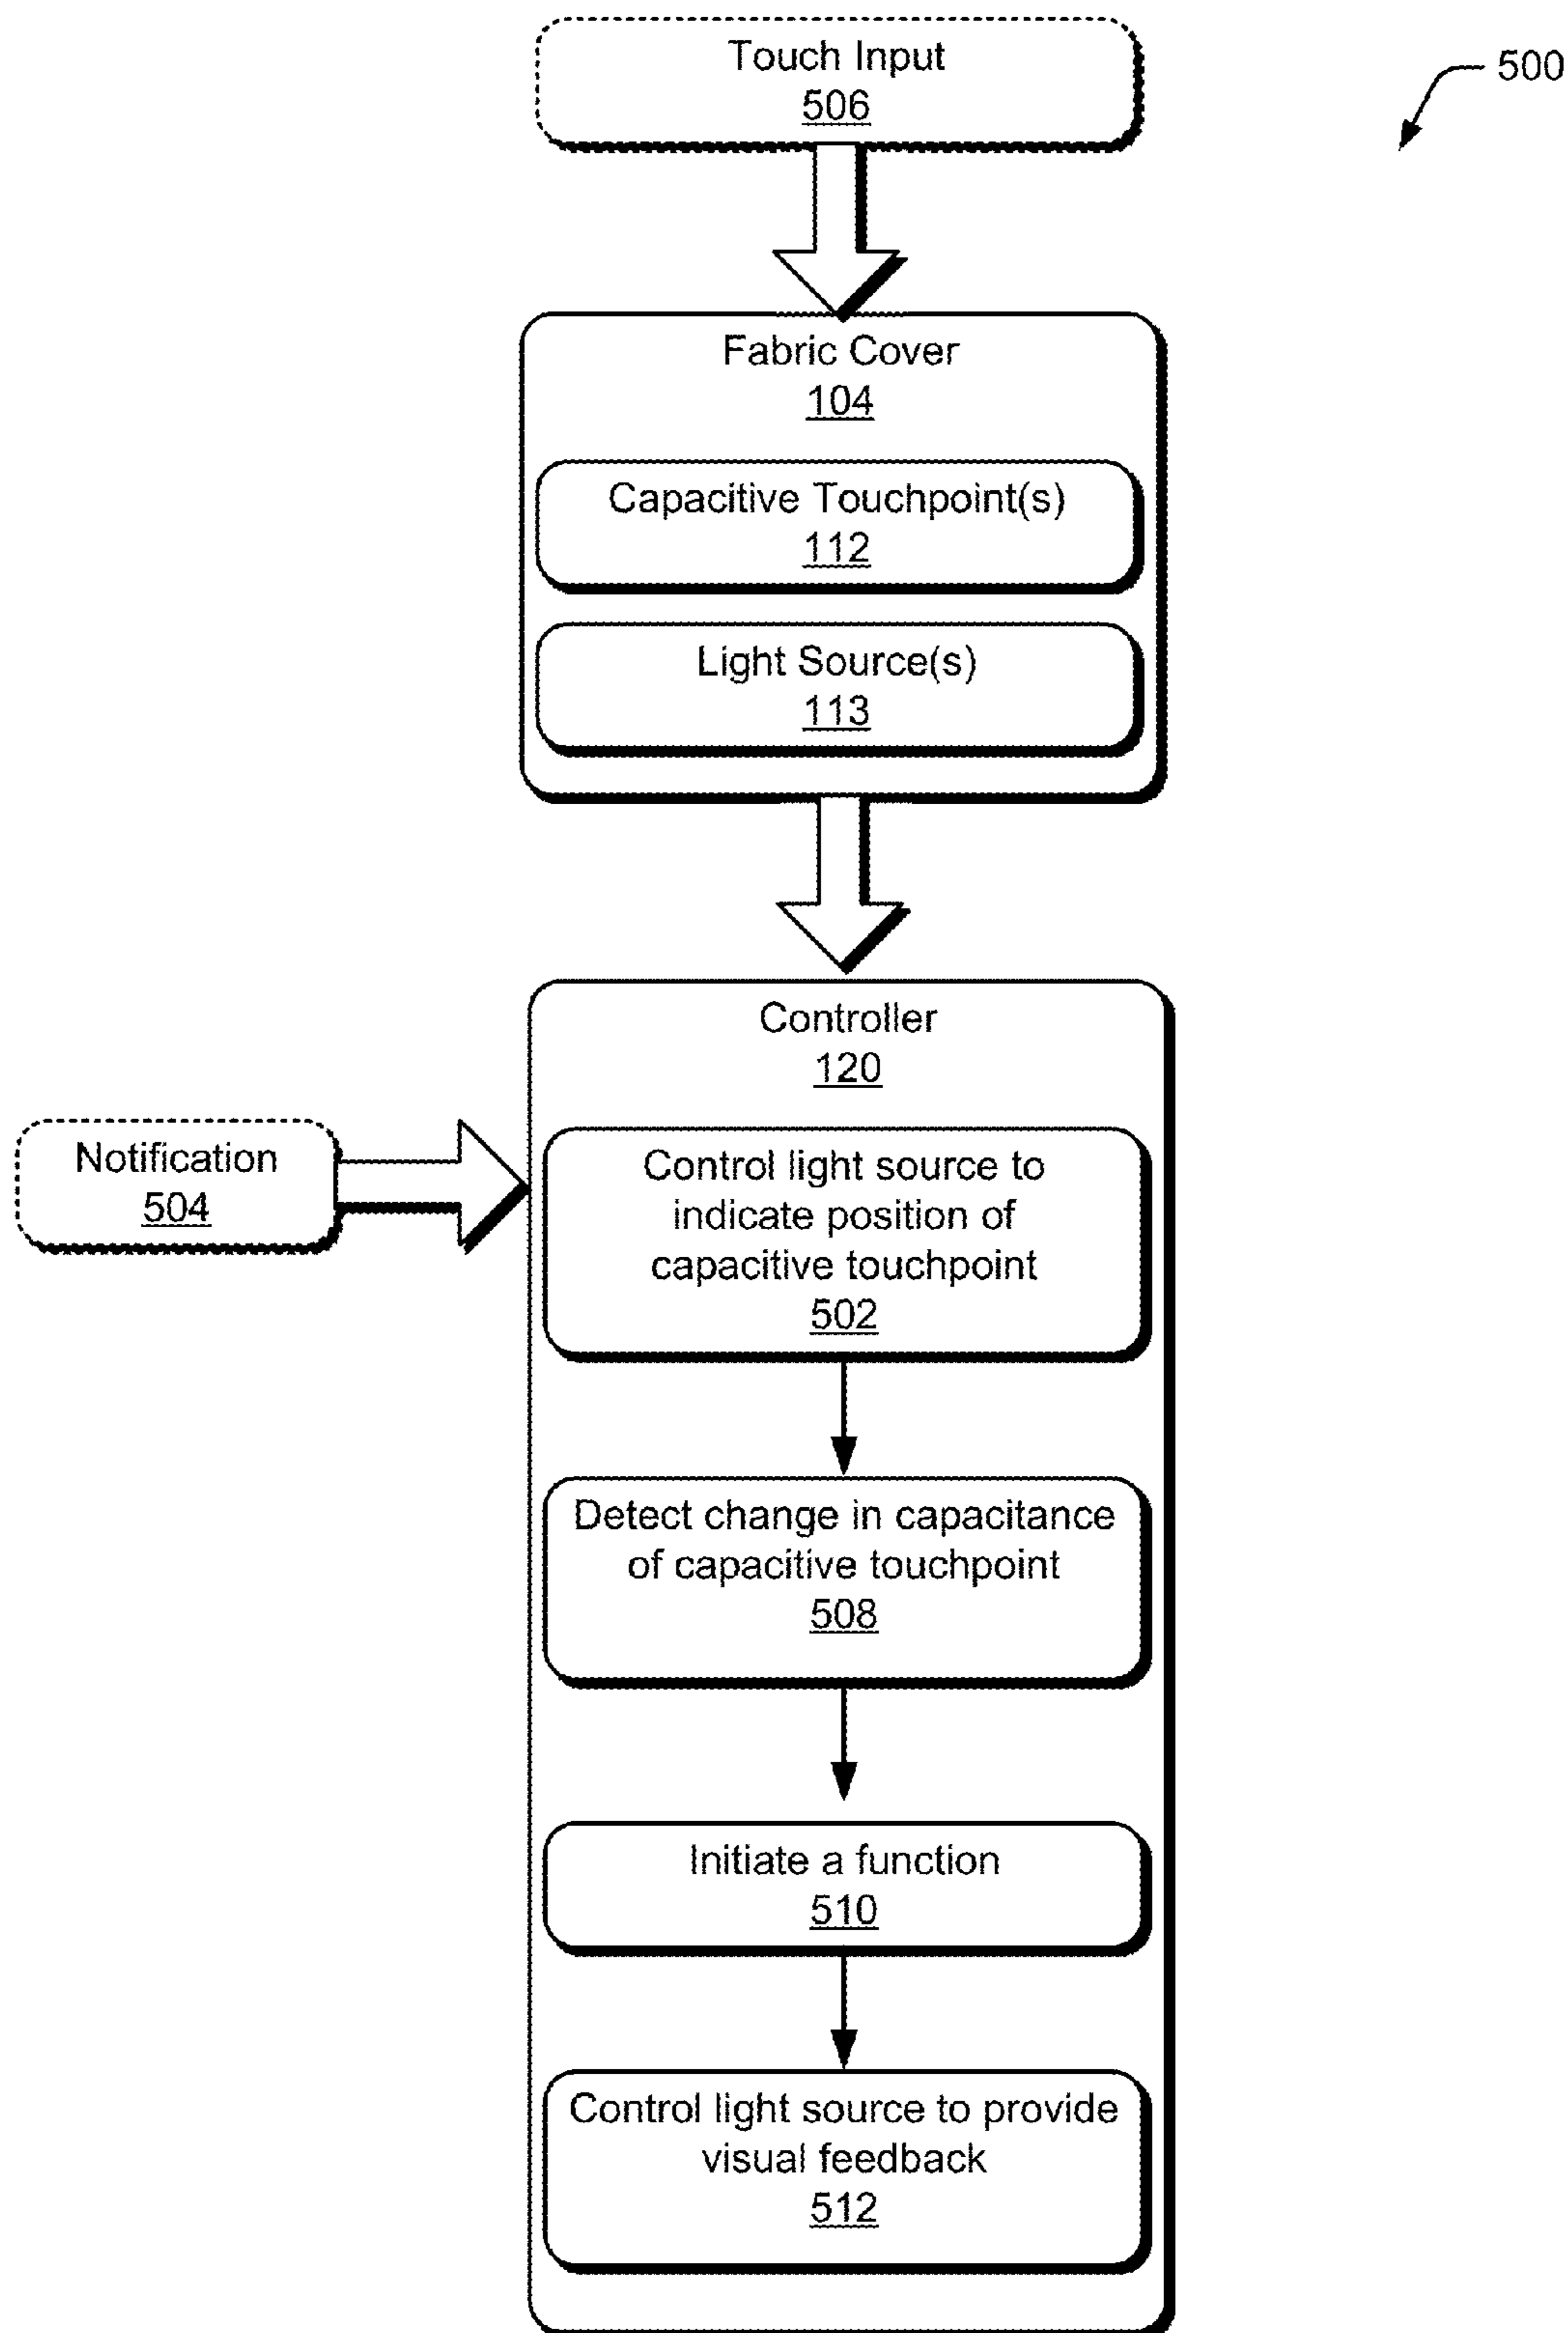 Touch Input
506
500
Fabric Cover
104
Capacitive Touchpoint(s)
112
Light Source(s)
113
Controller
120
Notification
504
Control light source to
indicate position of
capacitive touchpoint
502
Detect change in capacitance
of capacitive touchpoint
508
Initiate a function
510
Control light source to provide
visual feedback
512